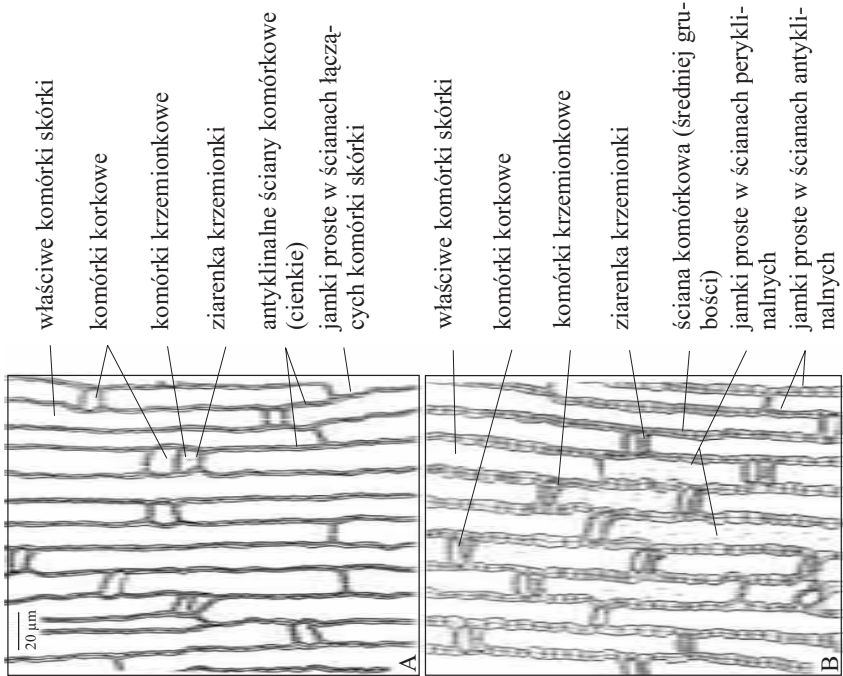 20 µm
A
właściwe komórki skórki
komórki korkowe
komórki krzemionkowe
ziarenka krzemionki
antyklinalne ściany komórkowe
(cienkie)
jamki proste w ścianach łączą-
cych komórki skórki
B
właściwe komórki skórki
komórki korkowe
komórki krzemionkowe
ziarenka krzemionki
ściana komórkowa (średniej gru-
bości)
jamki proste w ścianach perykli-
nalnych
jamki proste w ścianach antykli-
nalnych